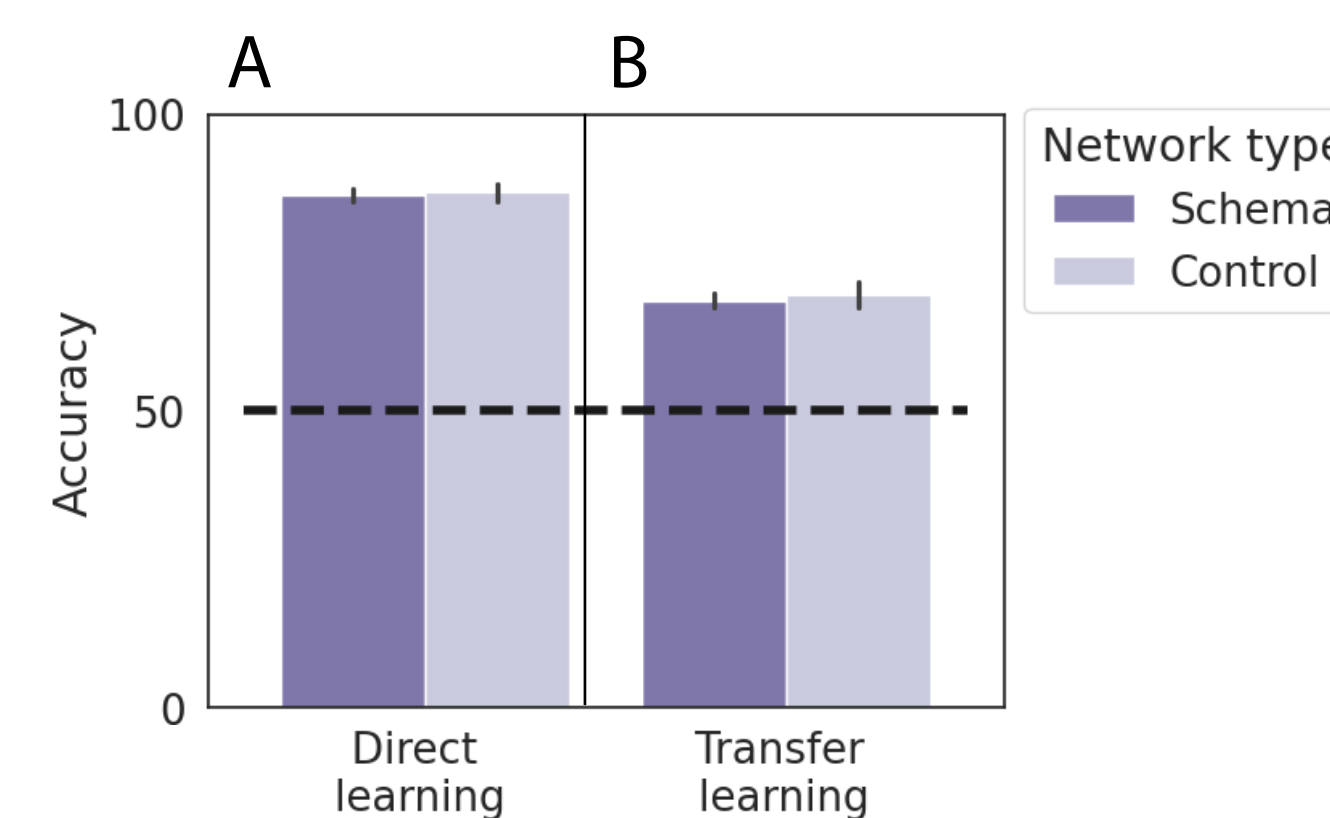 A B
100
50
0
Accuracy
Direct
learning
Transfer
learning
Network type
Schema
Control